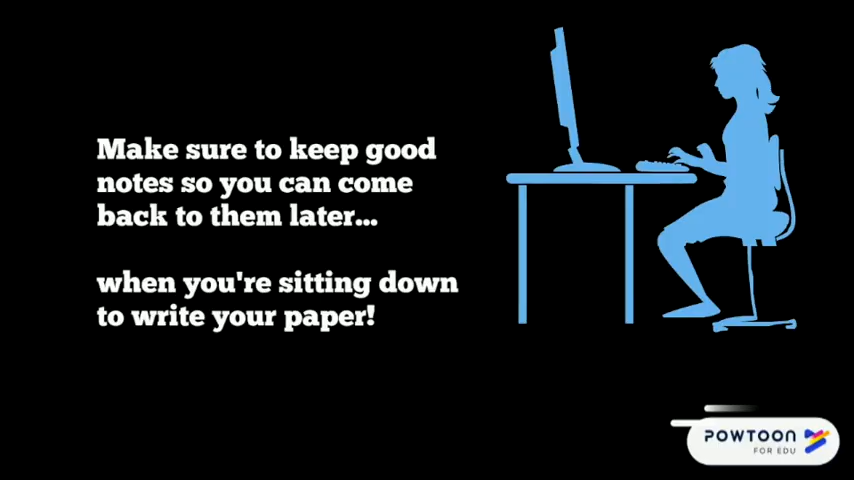 Make sure to keep good
notes so you can come
back to them later...
when you're sitting down
to write your paper!
POWTOON
FOR EDU